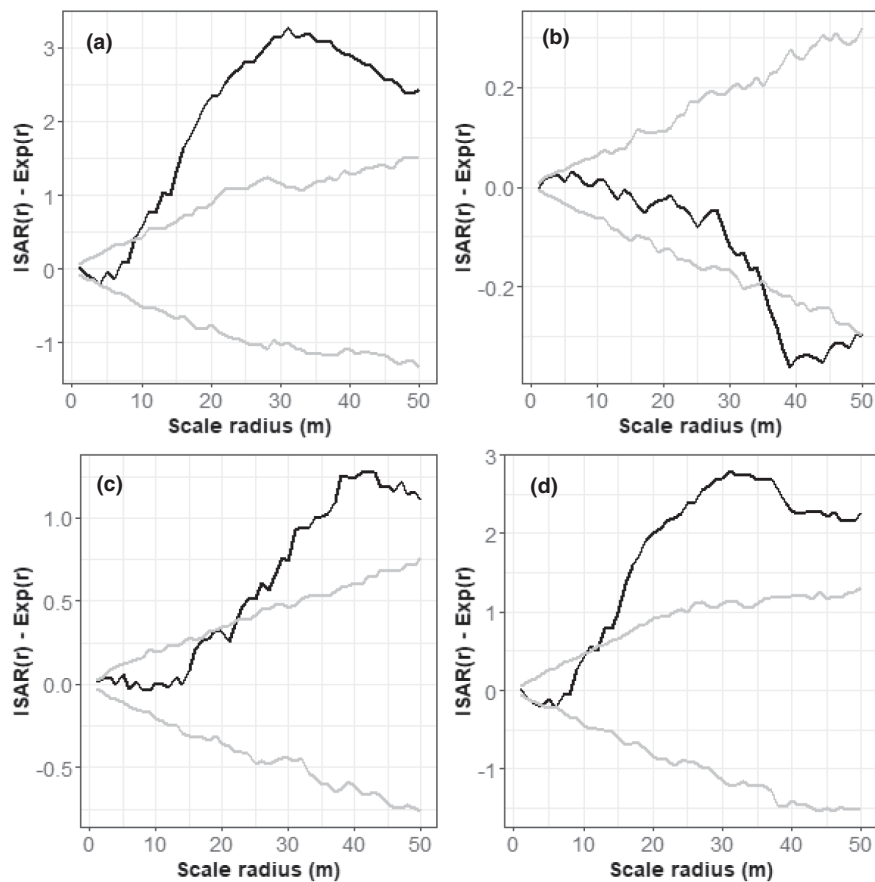 (a)
3
2
1
0
-1
ISAR(r) - Exp(r)
0 10 20 30 40 50
Scale radius (m)
(b)
0.2
0.0
-0.2
ISAR(r) - Exp(r)
0 10 20 30 40 50
Scale radius (m)
(c)
1.0
0.5
0.0
-0.5
ISAR(r) - Exp(r)
0 10 20 30 40 50
Scale radius (m)
(d)
3
2
1
0
-1
ISAR(r) - Exp(r)
0 10 20 30 40 50
Scale radius (m)